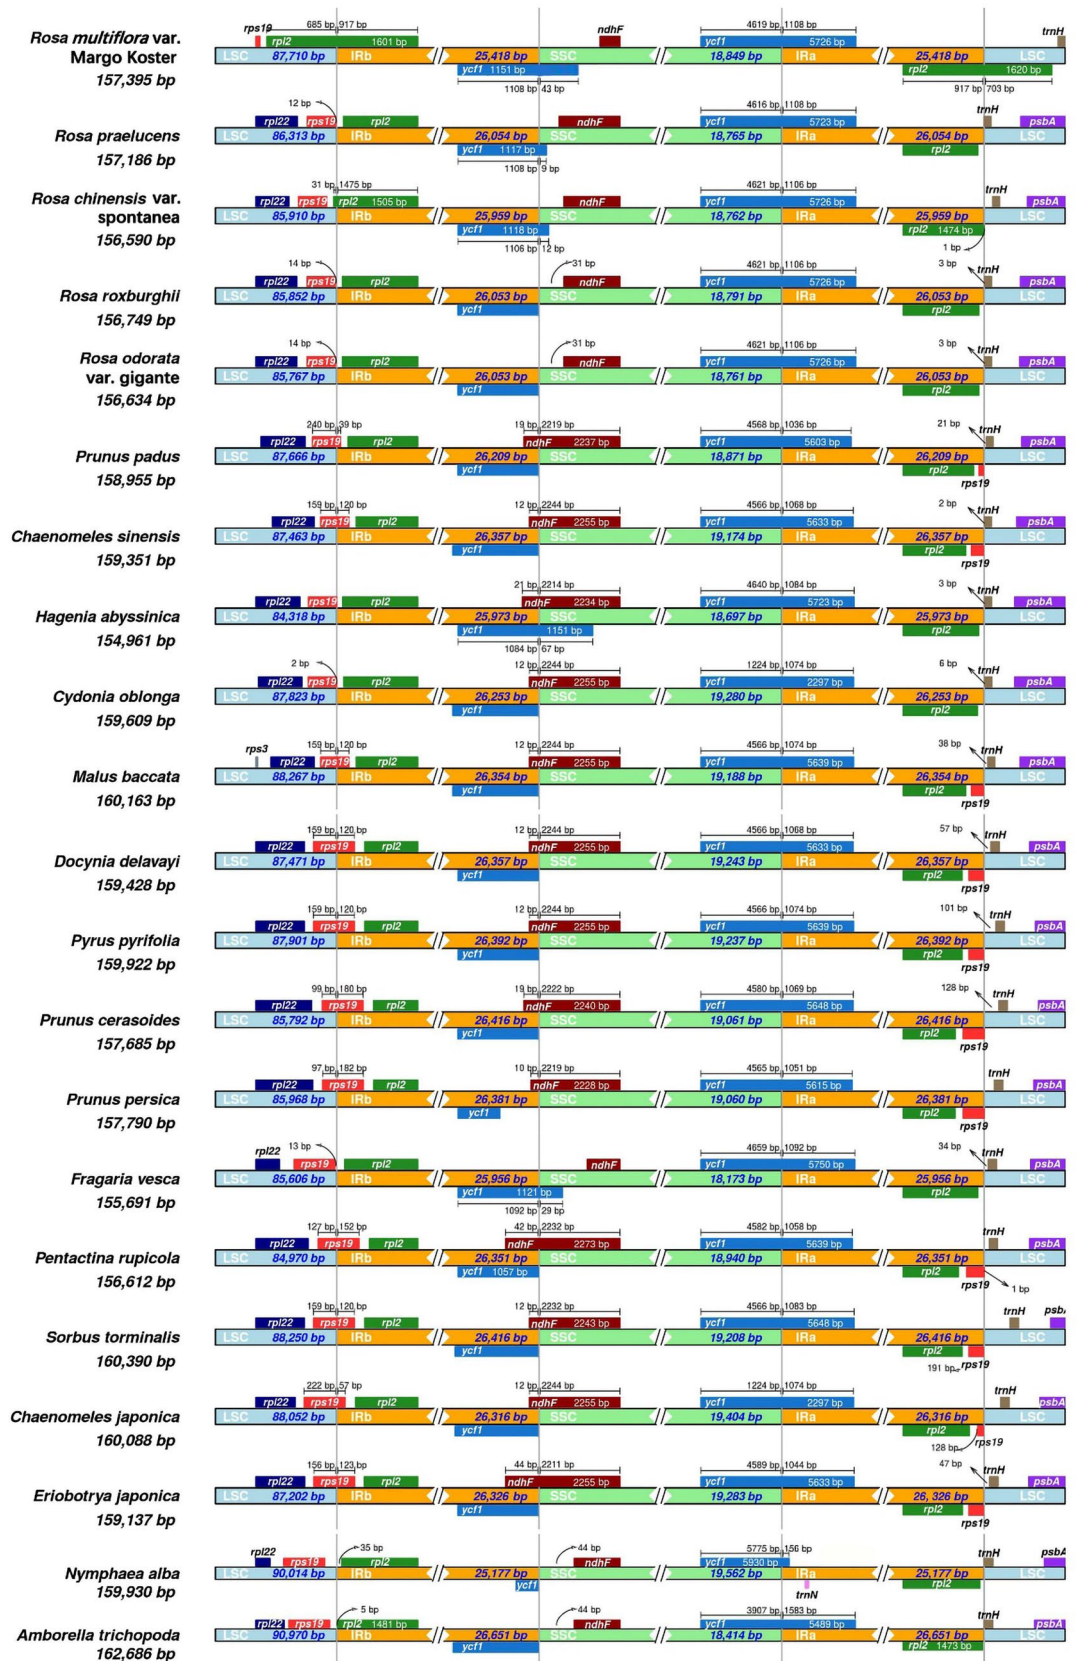 rps19 685 bp 917 bp ndhF 4619 bp 1108 bp trnH
Rosa multiflora var.
Margo Koster
157,395 bp
rpl2 1601 bp ycf1 5726 bp
LSC 87,710 bp IRb 25,418 bp SSC 18,849 bp IRa 25,418 bp LSC
ycf1 1151 bp rpl2 1620 bp
1108 bp 43 bp 917 bp 703 bp
12 bp 4616 bp 1108 bp trnH
rpl22 rps19 rpl2 ndhF ycf1 5723 bp psbA
Rosa praelucens
157,186 bp
LSC 86,313 bp IRb 26,054 bp SSC 18,765 bp IRa 26,054 bp LSC
ycf1 1117 bp rpl2
1108 bp 9 bp
31 bp 1475 bp 4621 bp 1106 bp trnH
Rosa chinensis var.
spontanea
156,590 bp
rpl22 rps19 rpl2 1505 bp ndhF ycf1 5726 bp psbA
LSC 85,910 bp IRb 25,959 bp SSC 18,762 bp IRa 25,959 bp LSC
ycf1 1118 bp rpl2 1474 bp
1106 bp 12 bp 1 bp
14 bp 31 bp 4621 bp 1106 bp 3 bp trnH
rpl22 rps19 rpl2 ndhF ycf1 5726 bp psbA
Rosa roxburghii
156,749 bp
LSC 85,852 bp IRb 26,053 bp SSC 18,791 bp IRa 26,053 bp LSC
ycf1 rpl2
14 bp 31 bp 4621 bp 1106 bp 3 bp trnH
Rosa odorata
var. gigante
156,634 bp
rpl22 rps19 rpl2 ndhF ycf1 5726 bp psbA
LSC 85,767 bp IRb 26,053 bp SSC 18,761 bp IRa 26,053 bp LSC
ycf1 rpl2
240 bp 39 bp 19 bp 2219 bp 4568 bp 1036 bp 21 bp trnH
rpl22 rps19 rpl2 ndhF 2237 bp ycf1 5603 bp psbA
Prunus padus
158,955 bp
LSC 87,666 bp IRb 26,209 bp SSC 18,871 bp IRa 26,209 bp LSC
ycf1 rpl2 rps19
159 bp 120 bp 12 bp 2244 bp 4566 bp 1068 bp 2 bp trnH
rpl22 rps19 rpl2 ndhF 2255 bp ycf1 5633 bp psbA
Chaenomeles sinensis
159,351 bp
LSC 87,463 bp IRb 26,357 bp SSC 19,174 bp IRa 26,357 bp LSC
ycf1 rpl2 rps19
21 bp 2214 bp 4640 bp 1084 bp 3 bp trnH
rpl22 rps19 rpl2 ndhF 2234 bp ycf1 5723 bp psbA
Hagenia abyssinica
154,961 bp
LSC 84,318 bp IRb 25,973 bp SSC 18,697 bp IRa 25,973 bp LSC
ycf1 1151 bp rpl2
1084 bp 67 bp
2 bp 12 bp 2244 bp 1224 bp 1074 bp 6 bp trnH
rpl22 rps19 rpl2 ndhF 2255 bp ycf1 2297 bp psbA
Cydonia oblonga
159,609 bp
LSC 87,823 bp IRb 26,253 bp SSC 19,280 bp IRa 26,253 bp LSC
ycf1 rpl2
rps3 159 bp 120 bp 12 bp 2244 bp 4566 bp 1074 bp 38 bp trnH
rpl22 rps19 rpl2 ndhF 2255 bp ycf1 5639 bp psbA
Malus baccata
160,163 bp
LSC 88,267 bp IRb 26,354 bp SSC 19,188 bp IRa 26,354 bp LSC
ycf1 rpl2 rps19
159 bp 120 bp 12 bp 2244 bp 4566 bp 1068 bp 57 bp trnH
rpl22 rps19 rpl2 ndhF 2255 bp ycf1 5633 bp psbA
Docynia delavayi
159,428 bp
LSC 87,471 bp IRb 26,357 bp SSC 19,243 bp IRa 26,357 bp LSC
ycf1 rpl2 rps19
159 bp 120 bp 12 bp 2244 bp 4566 bp 1074 bp 101 bp trnH
rpl22 rps19 rpl2 ndhF 2255 bp ycf1 5639 bp psbA
Pyrus pyrifolia
159,922 bp
LSC 87,901 bp IRb 26,392 bp SSC 19,237 bp IRa 26,392 bp LSC
ycf1 rpl2 rps19
99 bp 180 bp 19 bp 2222 bp 4580 bp 1069 bp 128 bp trnH
rpl22 rps19 rpl2 ndhF 2240 bp ycf1 5648 bp psbA
Prunus cerasoides
157,685 bp
LSC 85,792 bp IRb 26,416 bp SSC 19,061 bp IRa 26,416 bp LSC
ycf1 rpl2 rps19
97 bp 182 bp 10 bp 2219 bp 4565 bp 1051 bp trnH
rpl22 rps19 rpl2 ndhF 2228 bp ycf1 5615 bp psbA
Prunus persica
157,790 bp
LSC 85,968 bp IRb 26,381 bp SSC 19,060 bp IRa 26,381 bp LSC
ycf1 rpl2 rps19
rpl22 13 bp 4659 bp 1092 bp 34 bp trnH
rps19 rpl2 ndhF ycf1 5750 bp psbA
Fragaria vesca
155,691 bp
LSC 85,606 bp IRb 25,956 bp SSC 18,173 bp IRa 25,956 bp LSC
ycf1 1121 bp rpl2
1092 bp 29 bp
127 bp 152 bp 42 bp 2232 bp 4582 bp 1058 bp trnH
rpl22 rps19 rpl2 ndhF 2273 bp ycf1 5639 bp psbA
Pentactina rupicola
156,612 bp
LSC 84,970 bp IRb 26,351 bp SSC 18,940 bp IRa 26,351 bp LSC
ycf1 1057 bp rpl2 rps19 1 bp
159 bp 120 bp 12 bp 2232 bp 4566 bp 1083 bp trnH psb
rpl22 rps19 rpl2 ndhF 2243 bp ycf1 5648 bp
Sorbus torminalis
160,390 bp
LSC 88,250 bp IRb 26,416 bp SSC 19,208 bp IRa 26,416 bp LSC
ycf1 rpl2
191 bp rps19
222 bp 57 bp 12 bp 2244 bp 1224 bp 1074 bp trnH
rpl22 rps19 rpl2 ndhF 2255 bp ycf1 2297 bp psbA
Chaenomeles japonica
160,088 bp
LSC 88,052 bp IRb 26,316 bp SSC 19,404 bp IRa 26,316 bp LSC
ycf1 rpl2
128 bp rps19
156 bp 123 bp 44 bp 2211 bp 4589 bp 1044 bp 47 bp trnH
rpl22 rps19 rpl2 ndhF 2255 bp ycf1 5633 bp psbA
Eriobotrya japonica
159,137 bp
LSC 87,202 bp IRb 26,326 bp SSC 19,283 bp IRa 26, 326 bp LSC
ycf1 rpl2 rps19
rpl22 35 bp 44 bp 5775 bp 156 bp trnH psbA
rps19 rpl2 ndhF ycf1 5930 bp
Nymphaea alba
159,930 bp
LSC 90,014 bp IRb 25,177 bp SSC 19,562 bp IRa 25,177 bp LSC
ycf1 trnN rpl2
5 bp 44 bp 3907 bp 1583 bp trnH
rpl22 rps19 rpl2 1481 bp ndhF ycf1 5489 bp psbA
Amborella trichopoda
162,686 bp
LSC 90,970 bp IRb 26,651 bp SSC 18,414 bp IRa 26,651 bp LSC
ycf1 rpl2 1473 bp